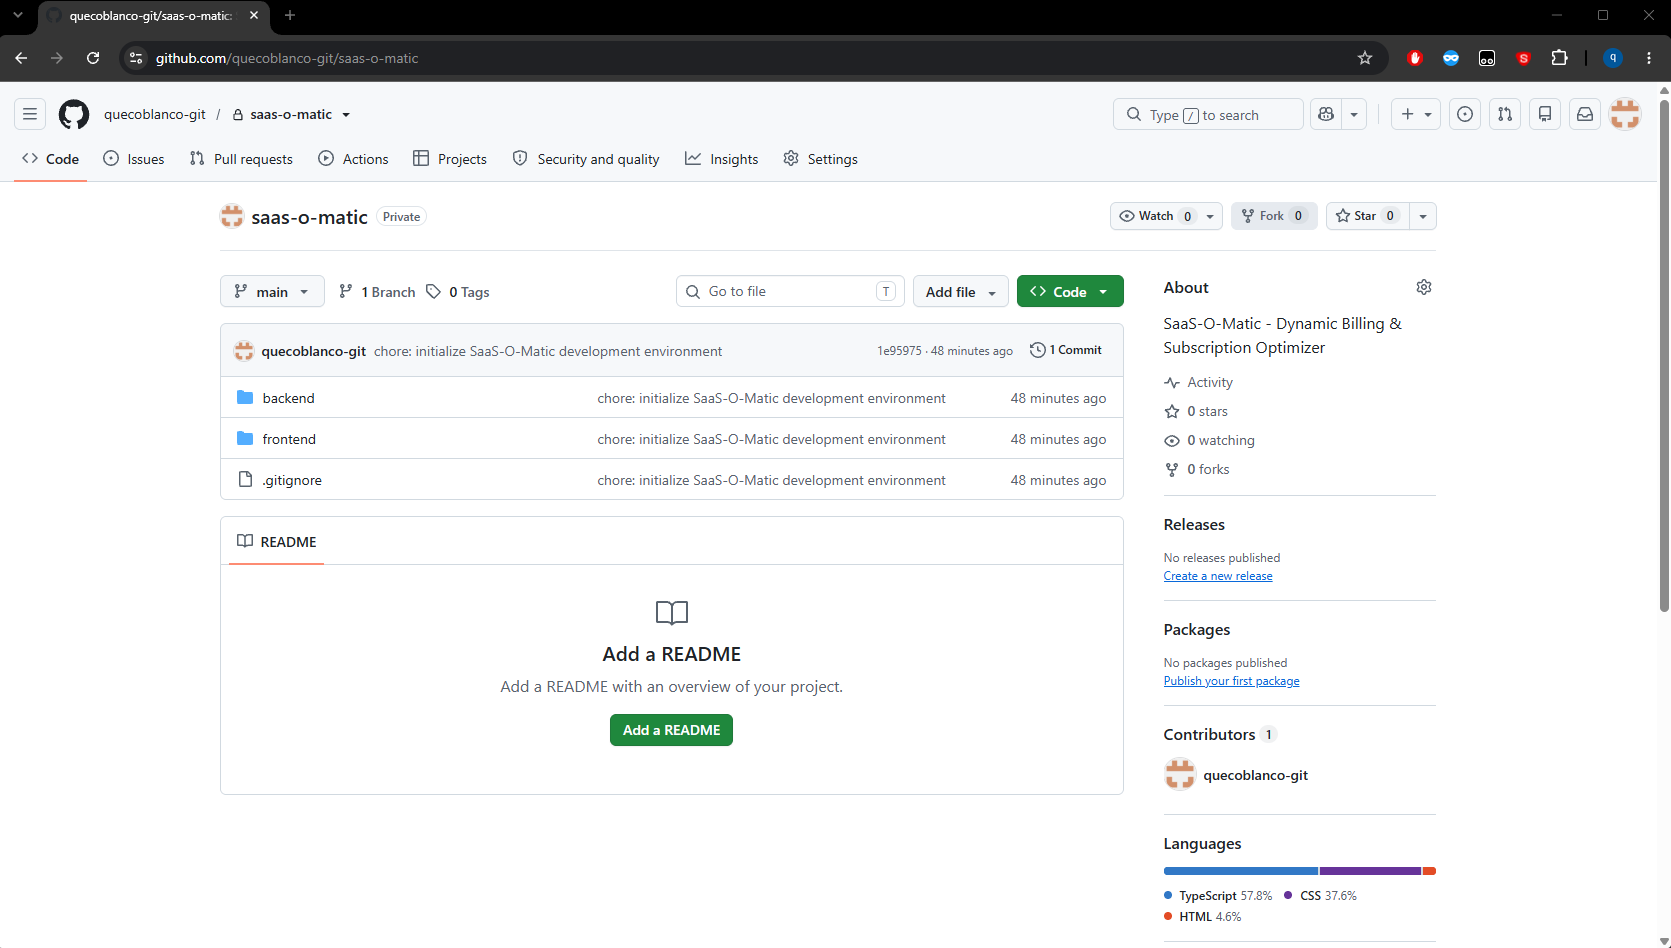 quecoblanco-git/saas-o-matic:
github.com/quecoblanco-git/saas-o-matic
q
quecoblanco-git / saas-o-matic
Type / to search
Code Issues Pull requests Actions Projects Security and quality Insights Settings
saas-o-matic Private
Watch 0 Fork 0 Star 0
main 1 Branch 0 Tags
Go to file T Add file Code
quecoblanco-git chore: initialize SaaS-O-Matic development environment 1e95975 · 48 minutes ago 1 Commit
backend chore: initialize SaaS-O-Matic development environment 48 minutes ago
frontend chore: initialize SaaS-O-Matic development environment 48 minutes ago
.gitignore chore: initialize SaaS-O-Matic development environment 48 minutes ago
README
Add a README
Add a README with an overview of your project.
Add a README
About
SaaS-O-Matic - Dynamic Billing &
Subscription Optimizer
Activity
0 stars
0 watching
0 forks
Releases
No releases published
Create a new release
Packages
No packages published
Publish your first package
Contributors 1
quecoblanco-git
Languages
TypeScript 57.8% CSS 37.6%
HTML 4.6%